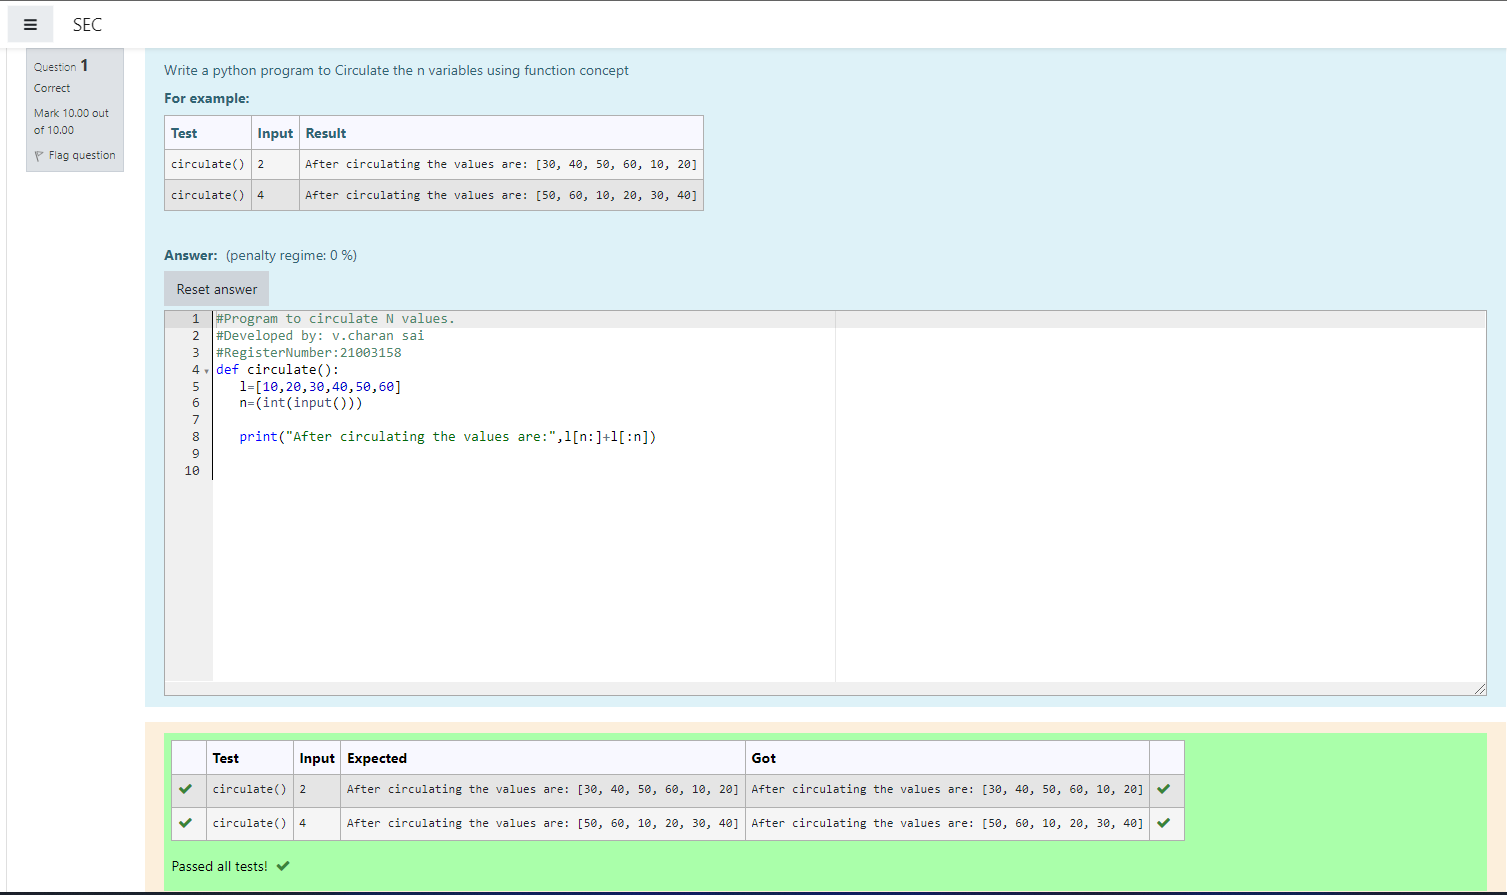 SEC
Question 1
Correct
Mark 10.00 out
of 10.00
Flag question
Write a python program to Circulate the n variables using function concept
For example:
Test Input Result
circulate() 2 After circulating the values are: [30, 40, 50, 60, 10, 20]
circulate() 4 After circulating the values are: [50, 60, 10, 20, 30, 40]
Answer: (penalty regime: 0 %)
Reset answer
1 #Program to circulate N values.
2 #Developed by: v.charan sai
3 #RegisterNumber:21003158
4 def circulate():
5 l=[10,20,30,40,50,60]
6 n=(int(input()))
7
8 print("After circulating the values are:",l[n:]+l[:n])
9
10
Test Input Expected Got
circulate() 2 After circulating the values are: [30, 40, 50, 60, 10, 20] After circulating the values are: [30, 40, 50, 60, 10, 20]
circulate() 4 After circulating the values are: [50, 60, 10, 20, 30, 40] After circulating the values are: [50, 60, 10, 20, 30, 40]
Passed all tests!